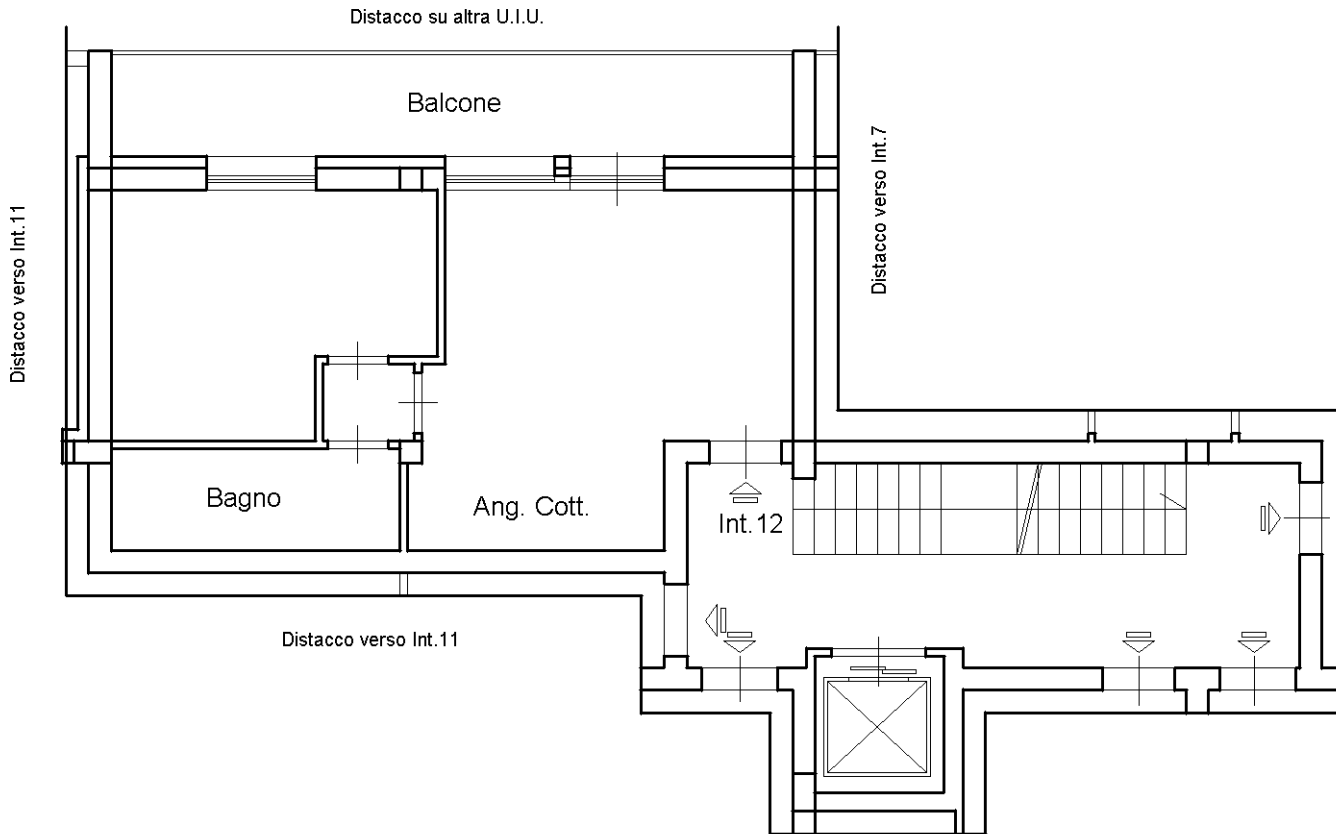 Distacco su altra U.I.U.
Balcone
Distacco verso Int.11
Distacco verso Int.7
Bagno
Ang. Cott.
Int.12
Distacco verso Int.11